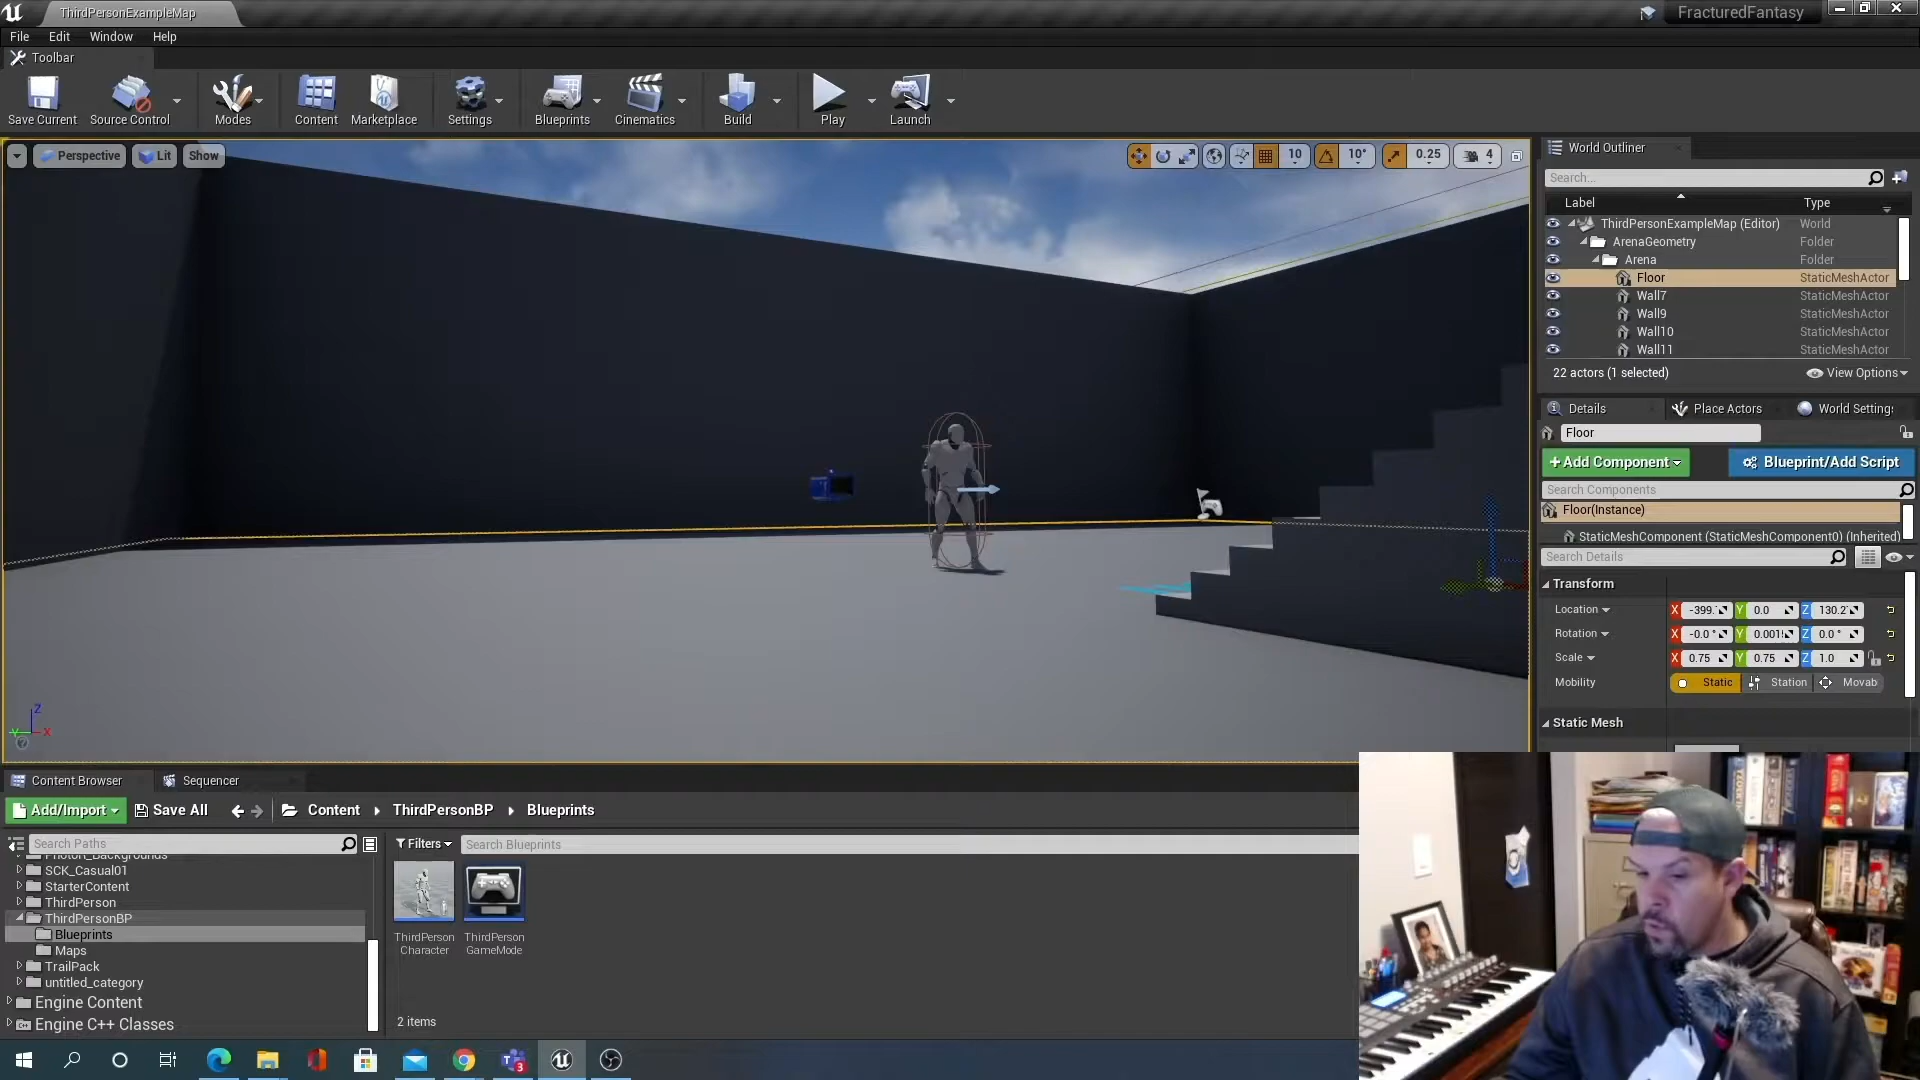 ThirdPersonExampleMap
FracturedFantasy
File Edit Window Help
Toolbar
Save Current Source Control Modes Content Marketplace Settings Blueprints Cinematics Build Play Launch
Perspective Lit Show
10 10° 0.25 4
World Outliner
Search...
Label Type
ThirdPersonExampleMap (Editor) World
ArenaGeometry Folder
Arena Folder
Floor StaticMeshActor
Wall7 StaticMeshActor
Wall9 StaticMeshActor
Wall10 StaticMeshActor
Wall11 StaticMeshActor
22 actors (1 selected) View Options
Details Place Actors World Settings
Floor
+Add Component Blueprint/Add Script
Search Components
Floor(Instance)
StaticMeshComponent (StaticMeshComponent0) (Inherited)
Search Details
Transform
Location X Y 0.0 Z
Rotation X -0.0° Y Z 0.0°
Scale X 0.75 Y 0.75 Z 1.0
Mobility Static Station Movab
Static Mesh
Z
Y X
Content Browser Sequencer
Add/Import Save All Content ThirdPersonBP Blueprints
Search Paths Filters Search Blueprints
SCK_Casual01
StarterContent
ThirdPerson
ThirdPersonBP
Blueprints
Maps
TrailPack
untitled_category
Engine Content
Engine C++ Classes
ThirdPerson
Character
ThirdPerson
GameMode
2 items
3